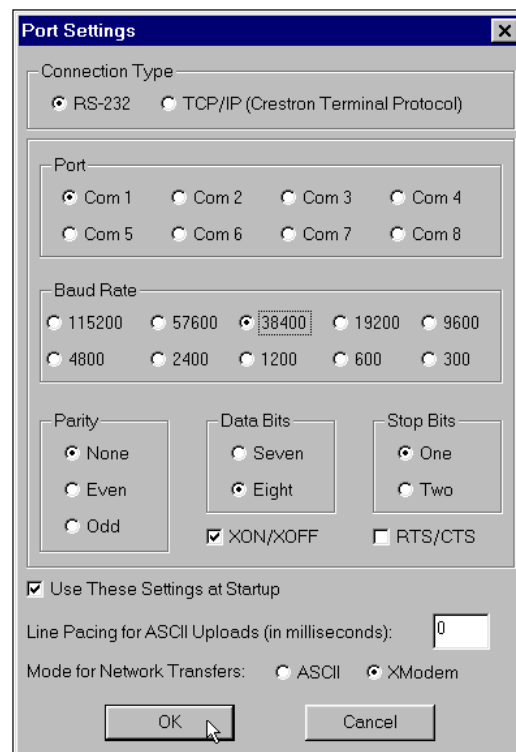 Port Settings
Connection Type
RS-232 TCP/IP (Crestron Terminal Protocol)
Port
Com 1 Com 2 Com 3 Com 4
Com 5 Com 6 Com 7 Com 8
Baud Rate
115200 57600 38400 19200 9600
4800 2400 1200 600 300
Parity
None
Even
Odd
Data Bits
Seven
Eight
Stop Bits
One
Two
XON/XOFF RTS/CTS
Use These Settings at Startup
Line Pacing for ASCII Uploads (in milliseconds): 0
Mode for Network Transfers: ASCII XModem
OK Cancel